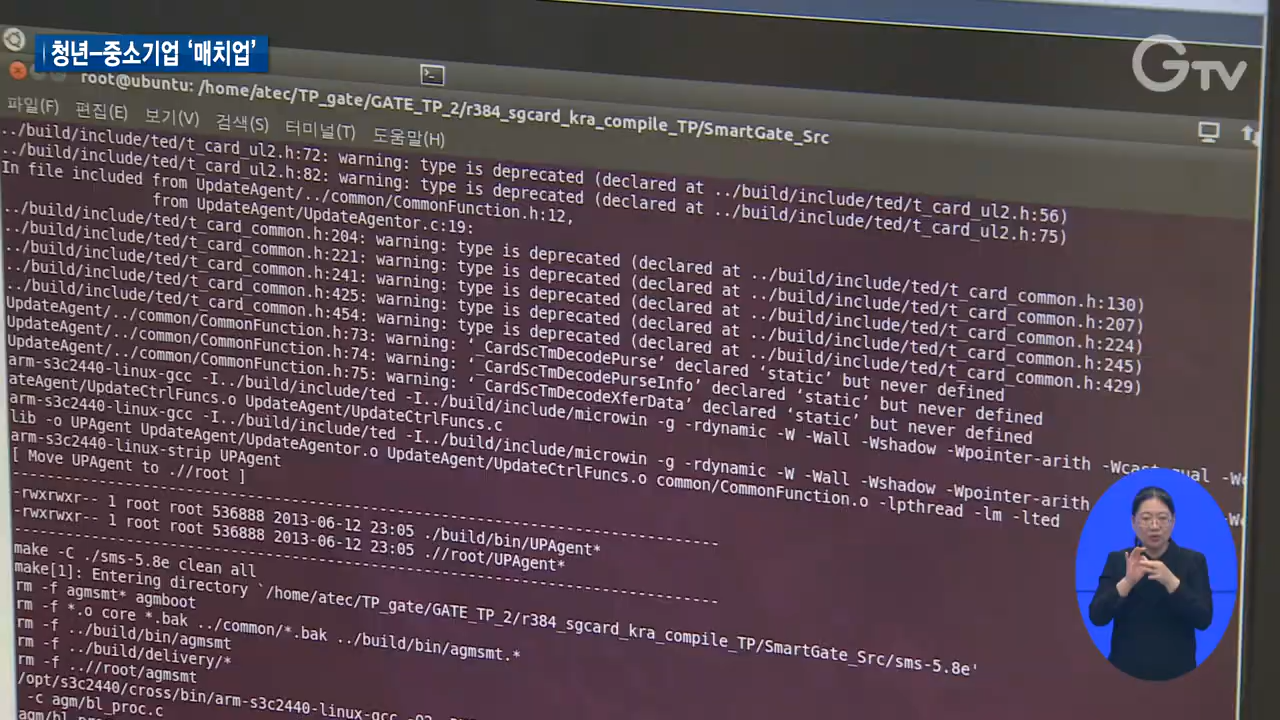 청년-중소기업 '매치업'
GTV
root@ubuntu: /home/atec/TP_gate/GATE_TP_2/r384_sgcard_kra_compile_TP/SmartGate_Src
파일(F) 편집(E) 보기(V) 검색(S) 터미널(T) 도움말(H)
../build/include/ted/t_card_ul2.h:72: warning: type is deprecated (declared at ../build/include/ted/t_card_ul2.h:56)
../build/include/ted/t_card_ul2.h:82: warning: type is deprecated (declared at ../build/include/ted/t_card_ul2.h:75)
In file included from UpdateAgent/../common/CommonFunction.h:12,
from UpdateAgent/UpdateAgentor.c:19:
../build/include/ted/t_card_common.h:204: warning: type is deprecated (declared at ../build/include/ted/t_card_common.h:130)
../build/include/ted/t_card_common.h:221: warning: type is deprecated (declared at ../build/include/ted/t_card_common.h:207)
../build/include/ted/t_card_common.h:241: warning: type is deprecated (declared at ../build/include/ted/t_card_common.h:224)
../build/include/ted/t_card_common.h:425: warning: type is deprecated (declared at ../build/include/ted/t_card_common.h:245)
../build/include/ted/t_card_common.h:454: warning: type is deprecated (declared at ../build/include/ted/t_card_common.h:429)
UpdateAgent/../common/CommonFunction.h:73: warning: ‘_CardScTmDecodePurse’ declared ‘static’ but never defined
UpdateAgent/../common/CommonFunction.h:74: warning: ‘_CardScTmDecodePurseInfo’ declared ‘static’ but never defined
UpdateAgent/../common/CommonFunction.h:75: warning: ‘_CardScTmDecodeXferData’ declared ‘static’ but never defined
arm-s3c2440-linux-gcc -I../build/include/ted -I../build/include/microwin -g -rdynamic -W -Wall -Wshadow -Wpointer-arith -Wcast-qual
ateAgent/UpdateCtrlFuncs.o UpdateAgent/UpdateCtrlFuncs.c
arm-s3c2440-linux-gcc -I../build/include/ted -I../build/include/microwin -g -rdynamic -W -Wall -Wshadow -Wpointer-arith
lib -o UPAgent UpdateAgent/UpdateAgentor.o UpdateAgent/UpdateCtrlFuncs.o common/CommonFunction.o -lpthread -lm -lted
arm-s3c2440-linux-strip UPAgent
[ Move UPAgent to .//root ]
-rwxrwxr-- 1 root root 536888 2013-06-12 23:05 ./build/bin/UPAgent*
-rwxrwxr-- 1 root root 536888 2013-06-12 23:05 .//root/UPAgent*
make -C ./sms-5.8e clean all
make[1]: Entering directory `/home/atec/TP_gate/GATE_TP_2/r384_sgcard_kra_compile_TP/SmartGate_Src/sms-5.8e'
rm -f agmsmt* agmboot
rm -f *.o core *.bak ../common/*.bak ../build/bin/agmsmt.*
rm -f ../build/bin/agmsmt
rm -f ../build/delivery/*
rm -f ..//root/agmsmt
/opt/s3c2440/cross/bin/arm-s3c2440-linux-gcc
-c agm/bl_proc.c